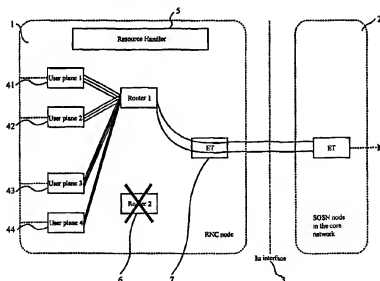 5
1
2
Resource Handler
User plane 1
41
Router 1
User plane 2
42
ET
ET
User plane 3
43
Router 2
SGSN node
in the core
network
User plane 4
RNC node
44
Iu interface
6
7
3